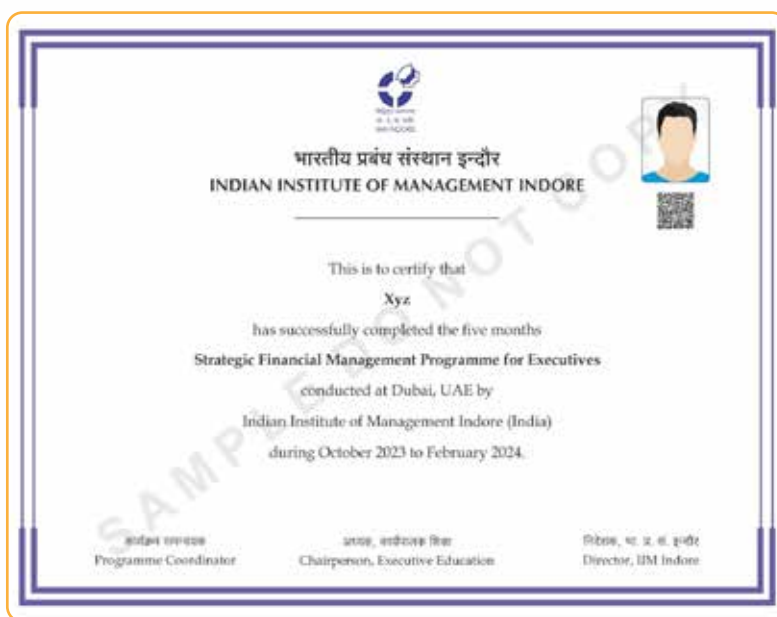 भारतीय प्रबंध संस्थान इन्दौर
INDIAN INSTITUTE OF MANAGEMENT INDORE
This is to certify that
Xyz
has successfully completed the five months
Strategic Financial Management Programme for Executives
conducted at Dubai, UAE by
Indian Institute of Management Indore (India)
during October 2023 to February 2024.
SAMPLE DO NOT COPY
Programme Coordinator
Chairperson, Executive Education
निदेशक, भा. प्र. सं. इन्दौर
Director, IIM Indore